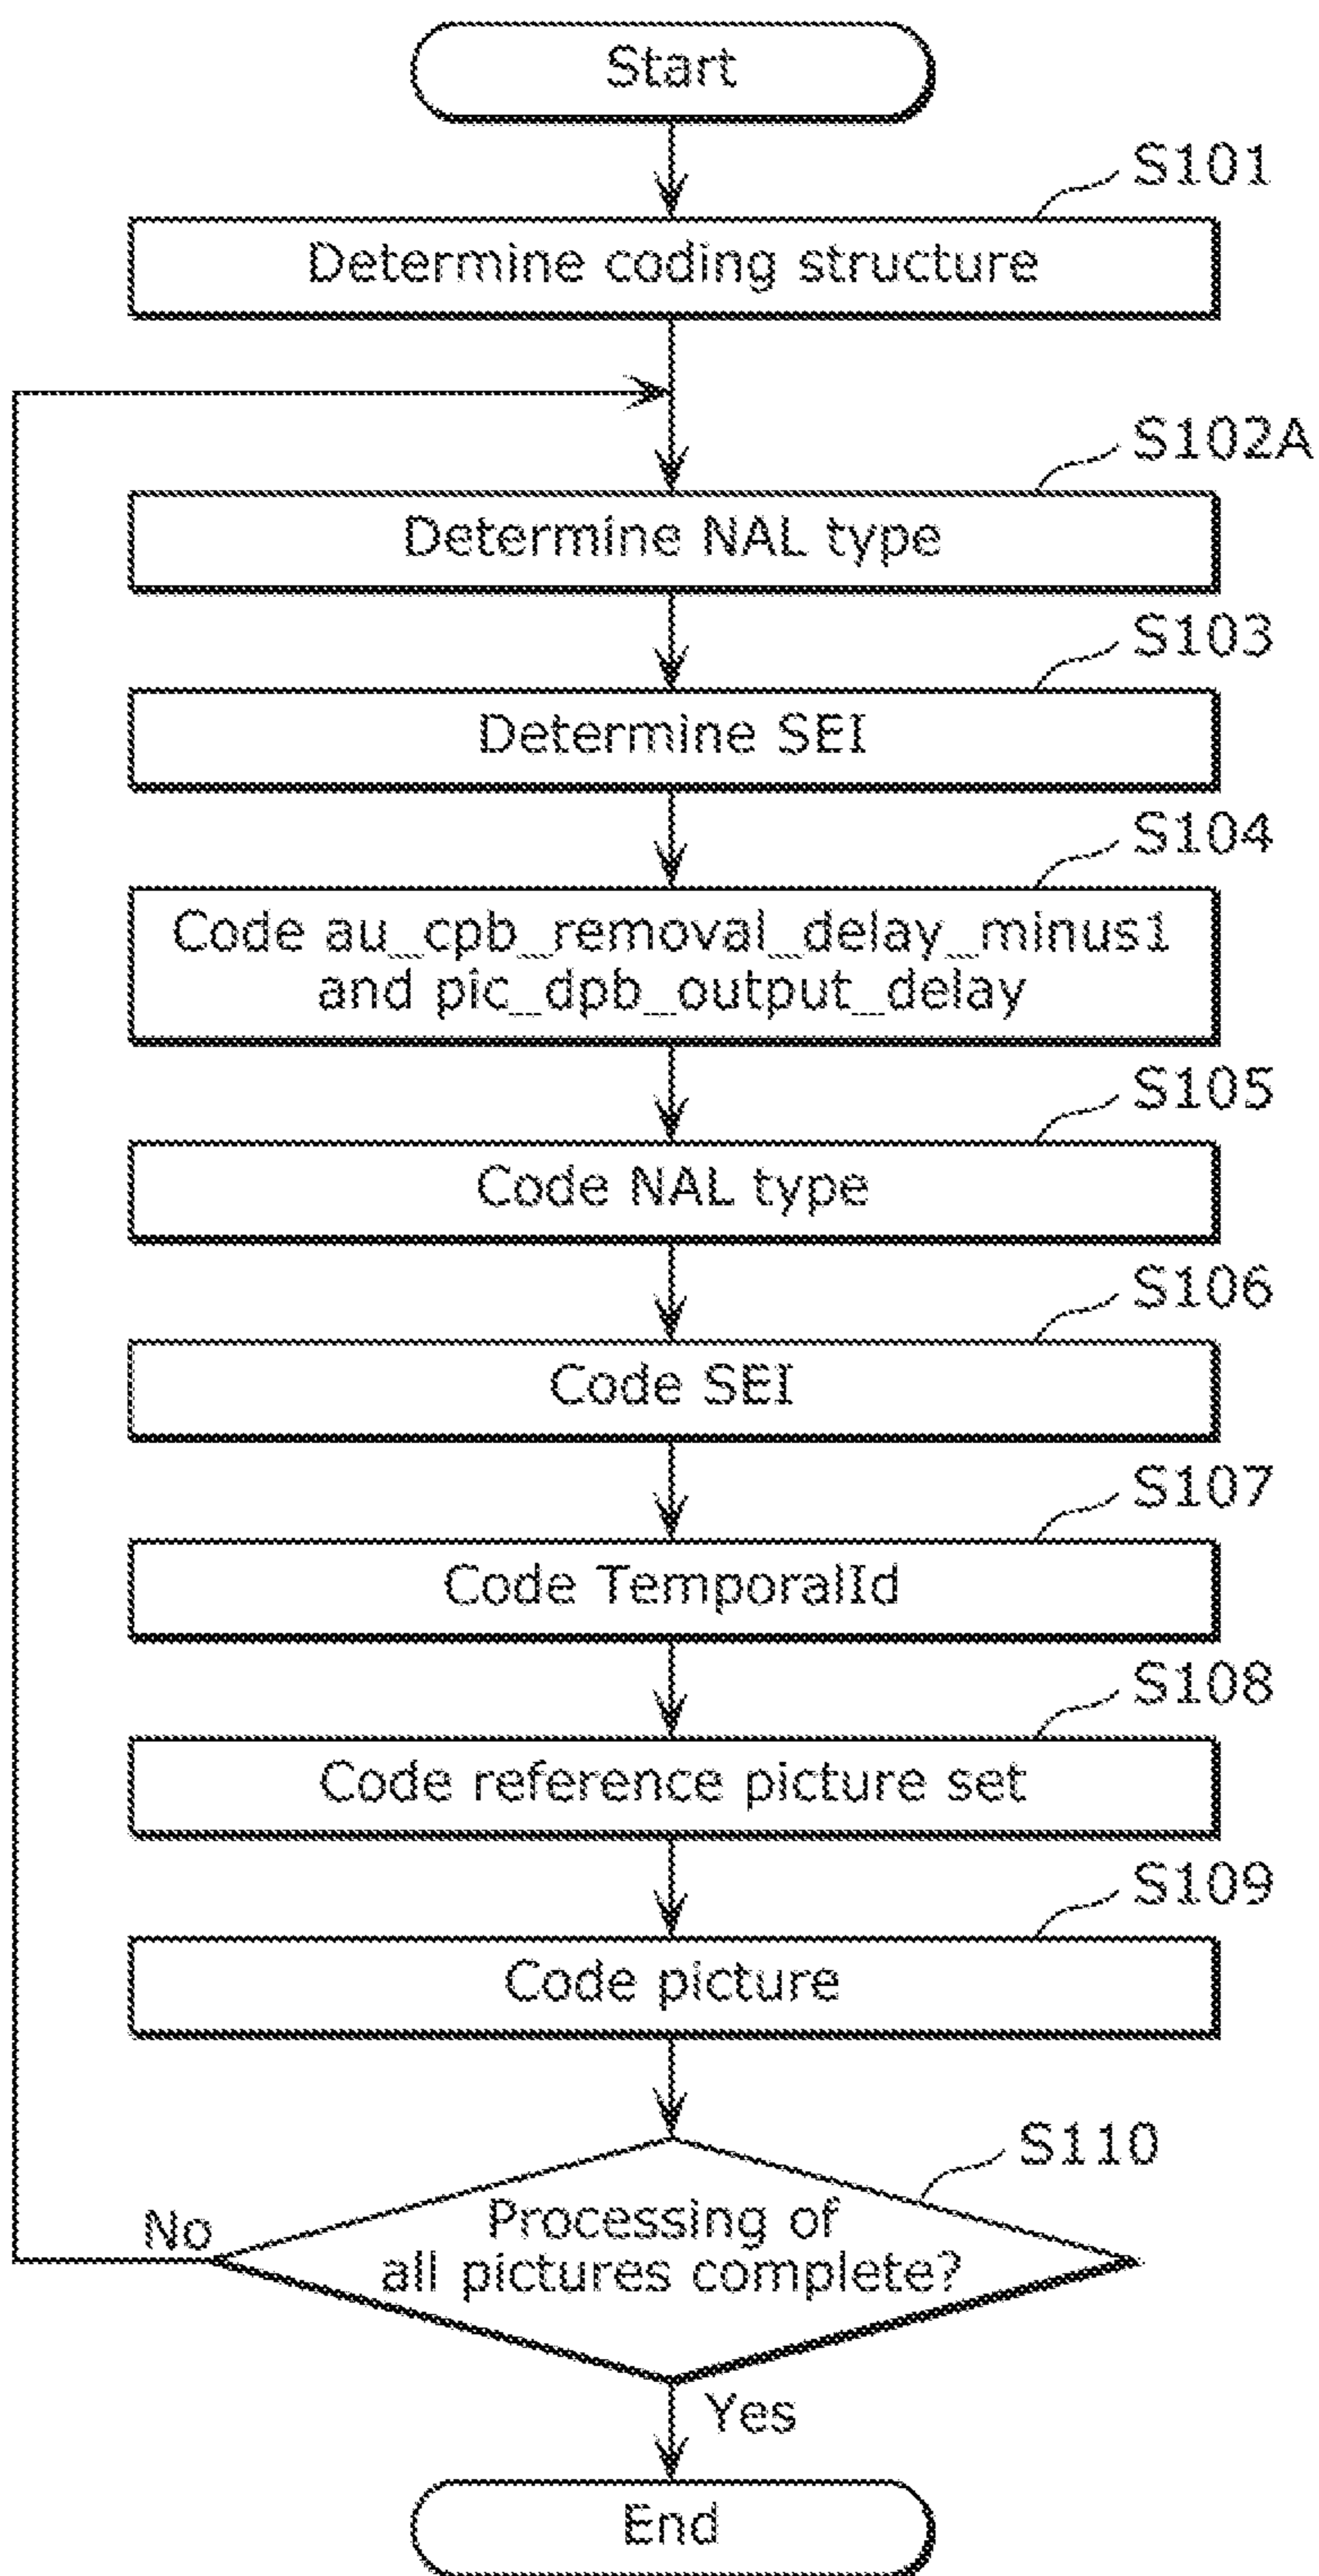 Start
S101
Determine coding structure
S102A
Determine NAL type
S103
Determine SEI
S104
Code au_cpb_removal_delay_minus1
and pic_dpb_output_delay
S105
Code NAL type
S106
Code SEI
S107
Code TemporalId
S108
Code reference picture set
S109
Code picture
S110
Processing of
all pictures complete?
No
Yes
End